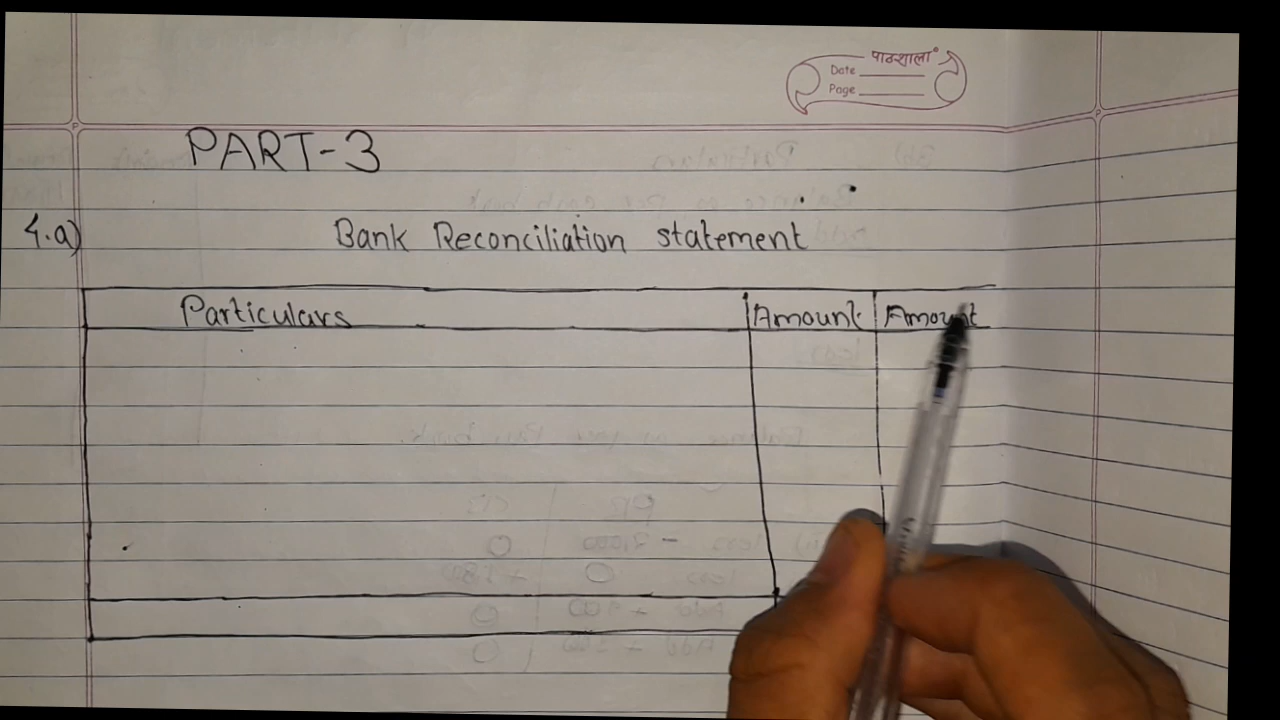 पाठशाला
Date
Page
PART-3
4.a)
Bank Reconciliation statement
Particulars Amount Amount